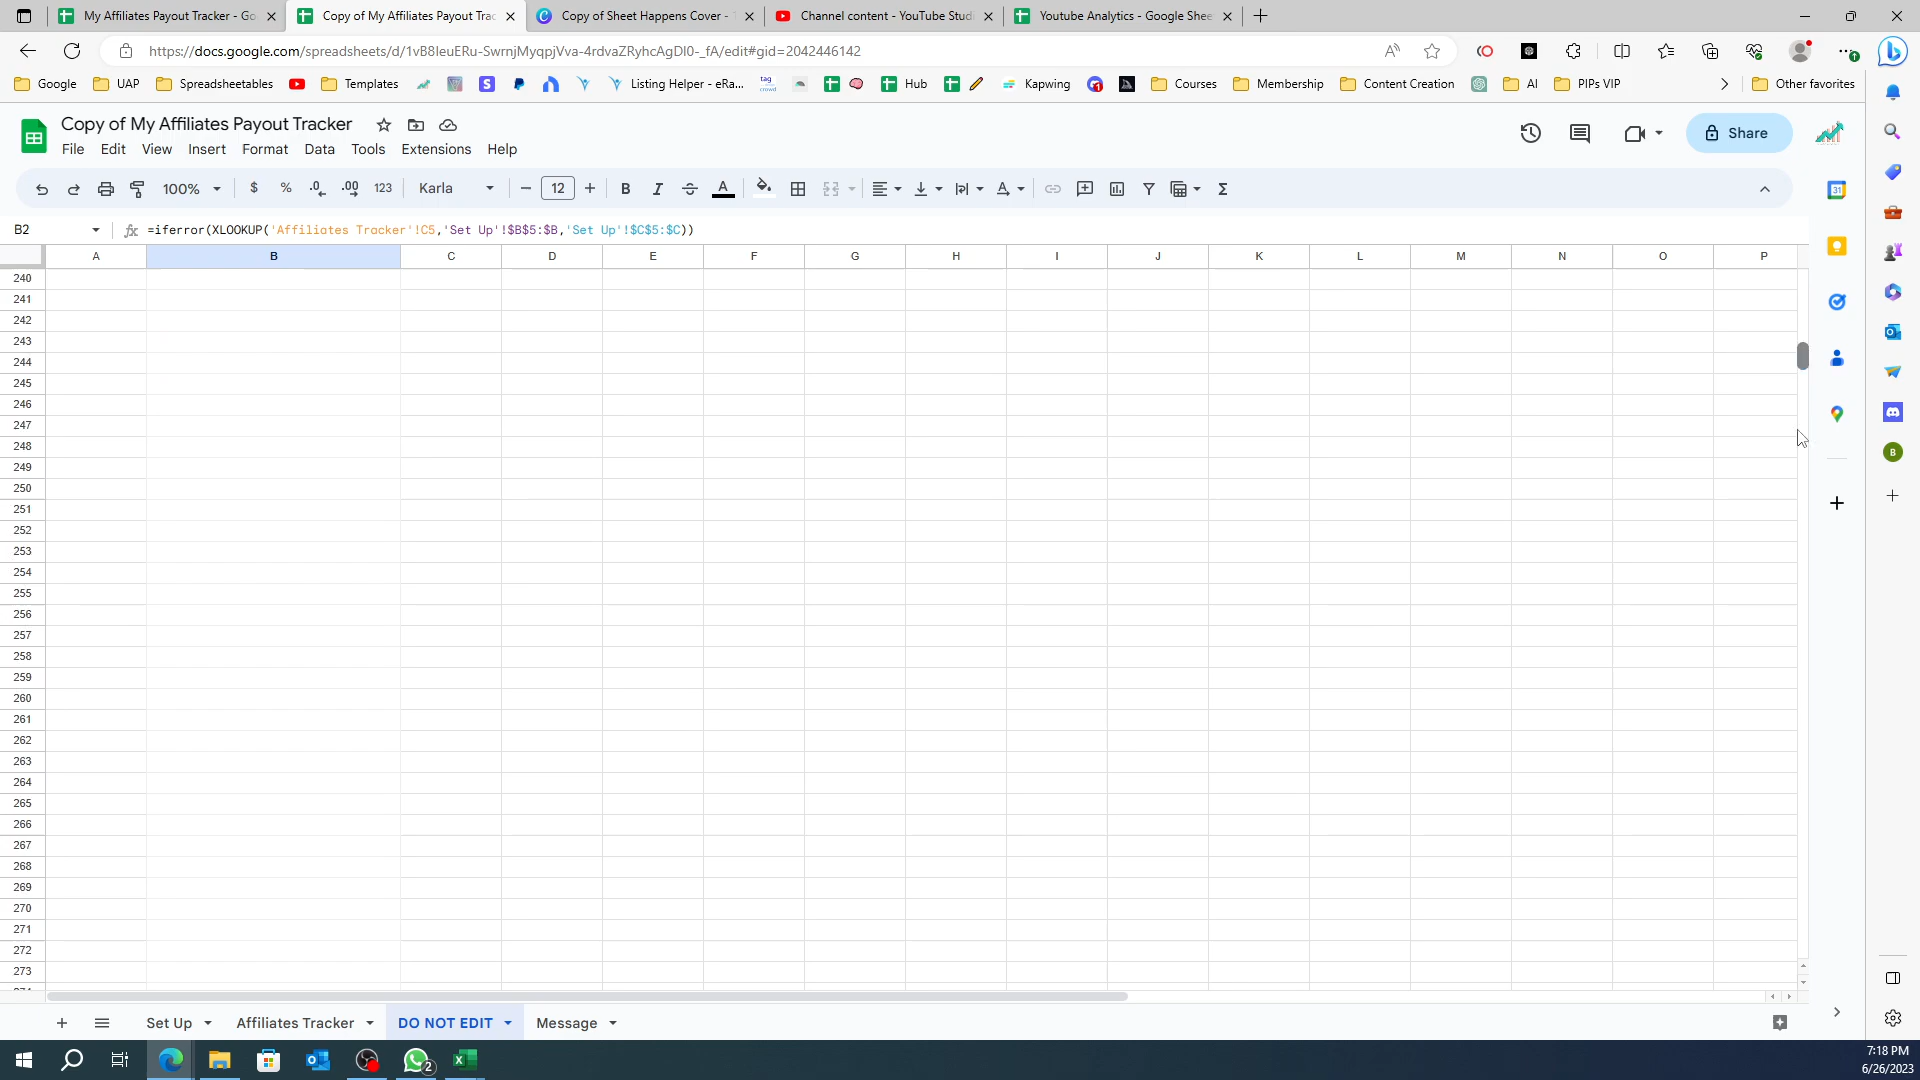 My Affiliates Payout Tracker - Go
Copy of My Affiliates Payout Trac
Copy of Sheet Happens Cover -
Channel content - YouTube Studi
Youtube Analytics - Google Shee
https://docs.google.com/spreadsheets/d/1vB8IeuERu-SwrnjMyqpjVva-4rdvaZRyhcAgDI0-_fA/edit#gid=2042446142
Google UAP Spreadsheetables Templates Listing Helper - eRa... Hub Kapwing Courses Membership Content Creation AI PIPs VIP Other favorites
Copy of My Affiliates Payout Tracker
File Edit View Insert Format Data Tools Extensions Help
Share
100% $ % .0 .00 123 Karla 12 B I A A
B2 fx =iferror(XLOOKUP('Affiliates Tracker'!C5,'Set Up'!$B$5:$B,'Set Up'!$C$5:$C))
A B C D E F G H I J K L M N O P
240
241
242
243
244
245
246
247
248
249
250
251
252
253
254
255
256
257
258
259
260
261
262
263
264
265
266
267
268
269
270
271
272
273
Set Up Affiliates Tracker DO NOT EDIT Message
7:18 PM
6/26/2023